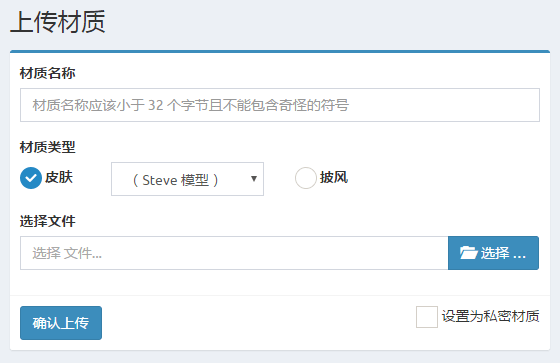 上传材质
材质名称
材质名称应该小于 32 个字节且不能包含奇怪的符号
材质类型
皮肤 （ Steve 模型 ） 披风
选择文件
选择 文件... 选择 ...
确认上传 设置为私密材质